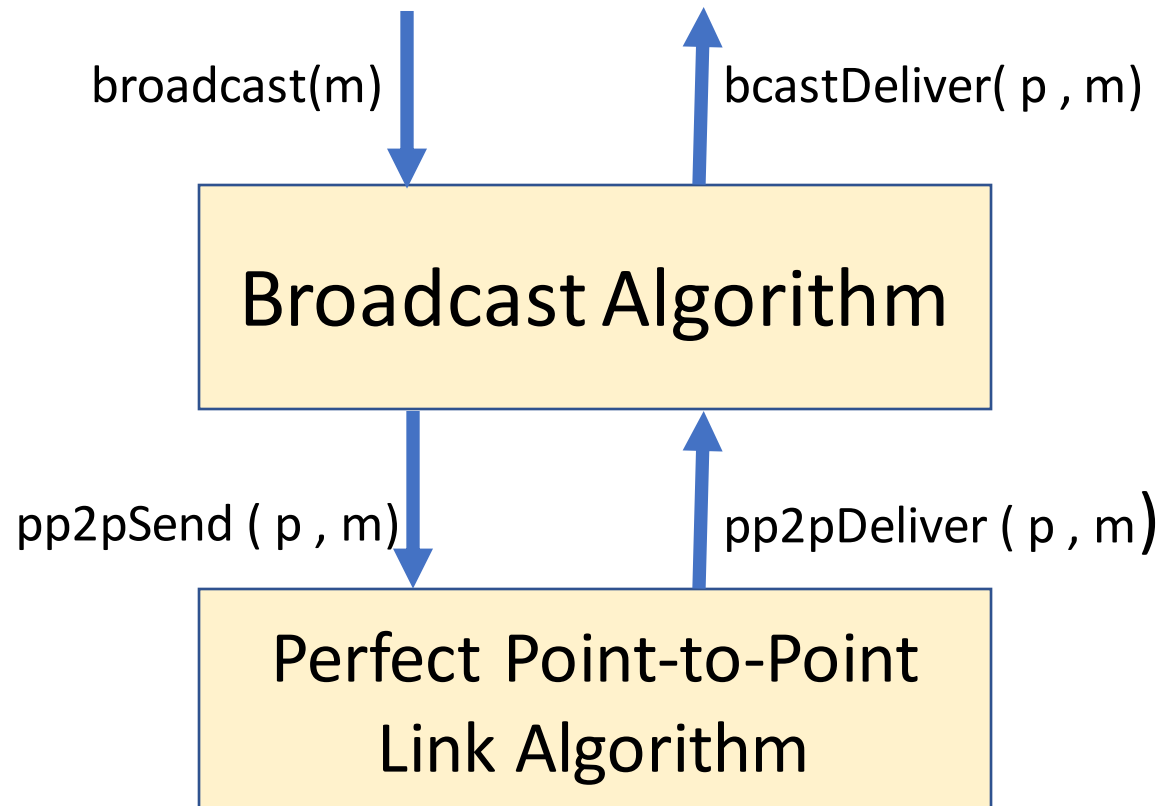 broadcast(m)
bcastDeliver( p , m)
Broadcast Algorithm
pp2pSend ( p , m)
pp2pDeliver ( p , m)
Perfect Point-to-Point
Link Algorithm